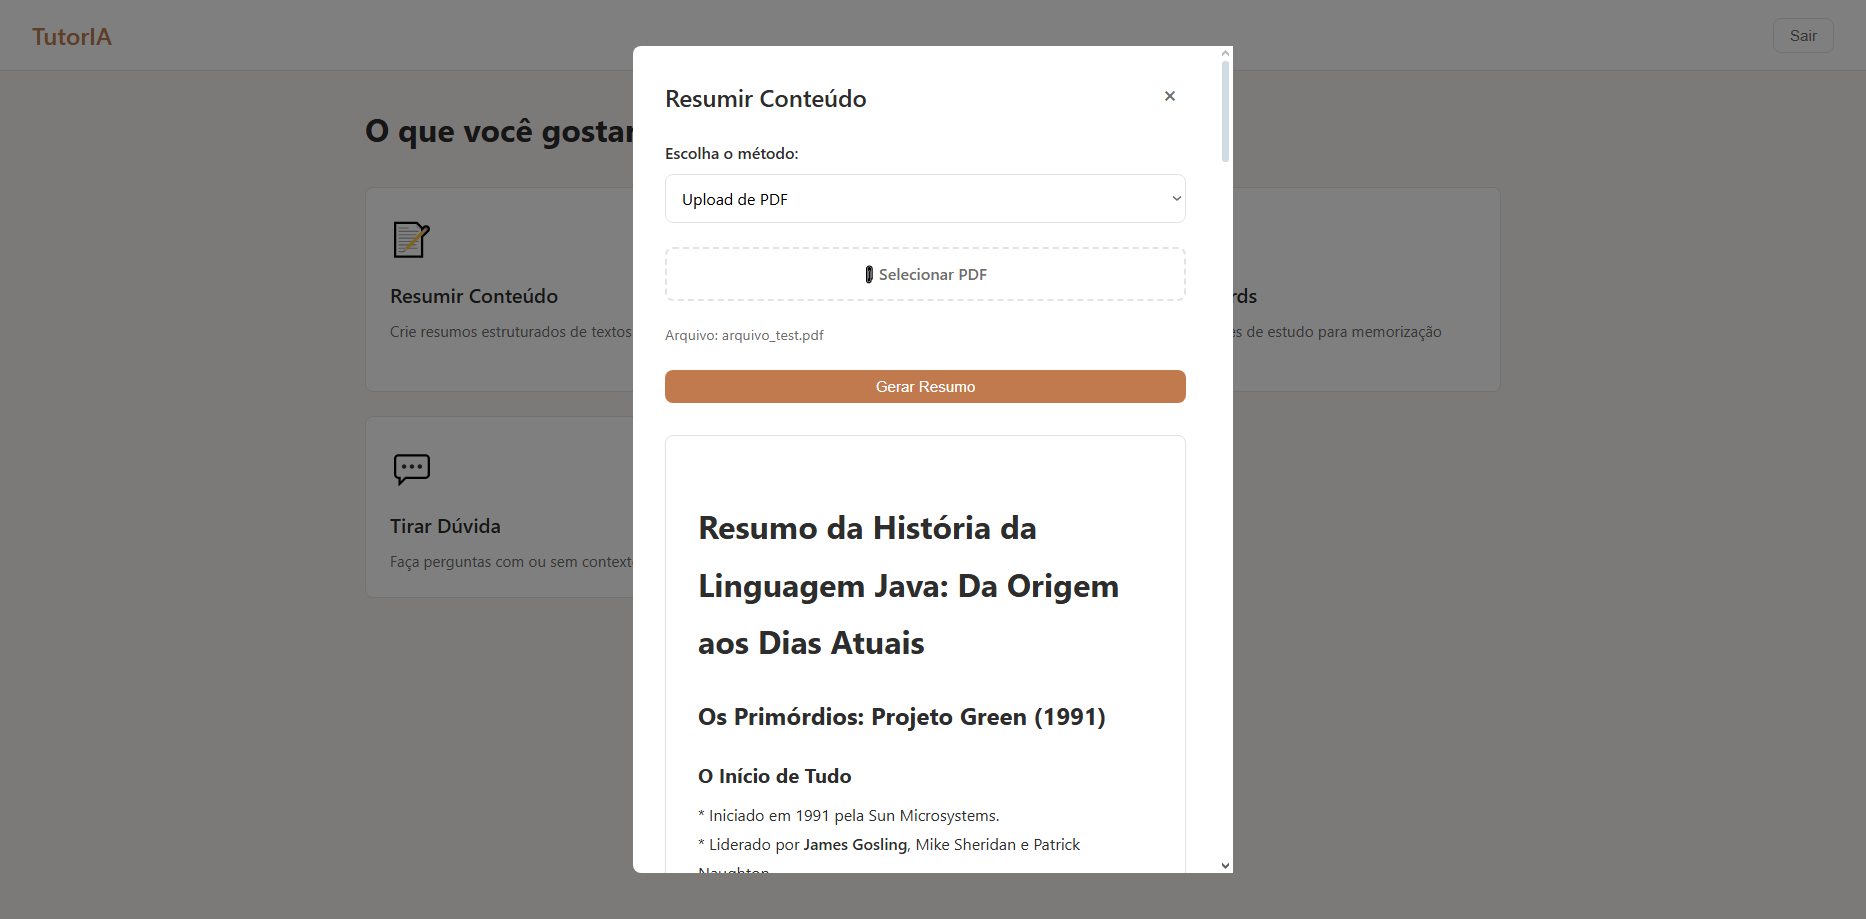 TutorIA
Sair
O que você gostar
Resumir Conteúdo
Crie resumos estruturados de textos
rds
es de estudo para memorização
Tirar Dúvida
Faça perguntas com ou sem contexto
Resumir Conteúdo
×
Escolha o método:
Upload de PDF
Selecionar PDF
Arquivo: arquivo_test.pdf
Gerar Resumo
Resumo da História da
Linguagem Java: Da Origem
aos Dias Atuais
Os Primórdios: Projeto Green (1991)
O Início de Tudo
* Iniciado em 1991 pela Sun Microsystems.
* Liderado por James Gosling, Mike Sheridan e Patrick
Naughton